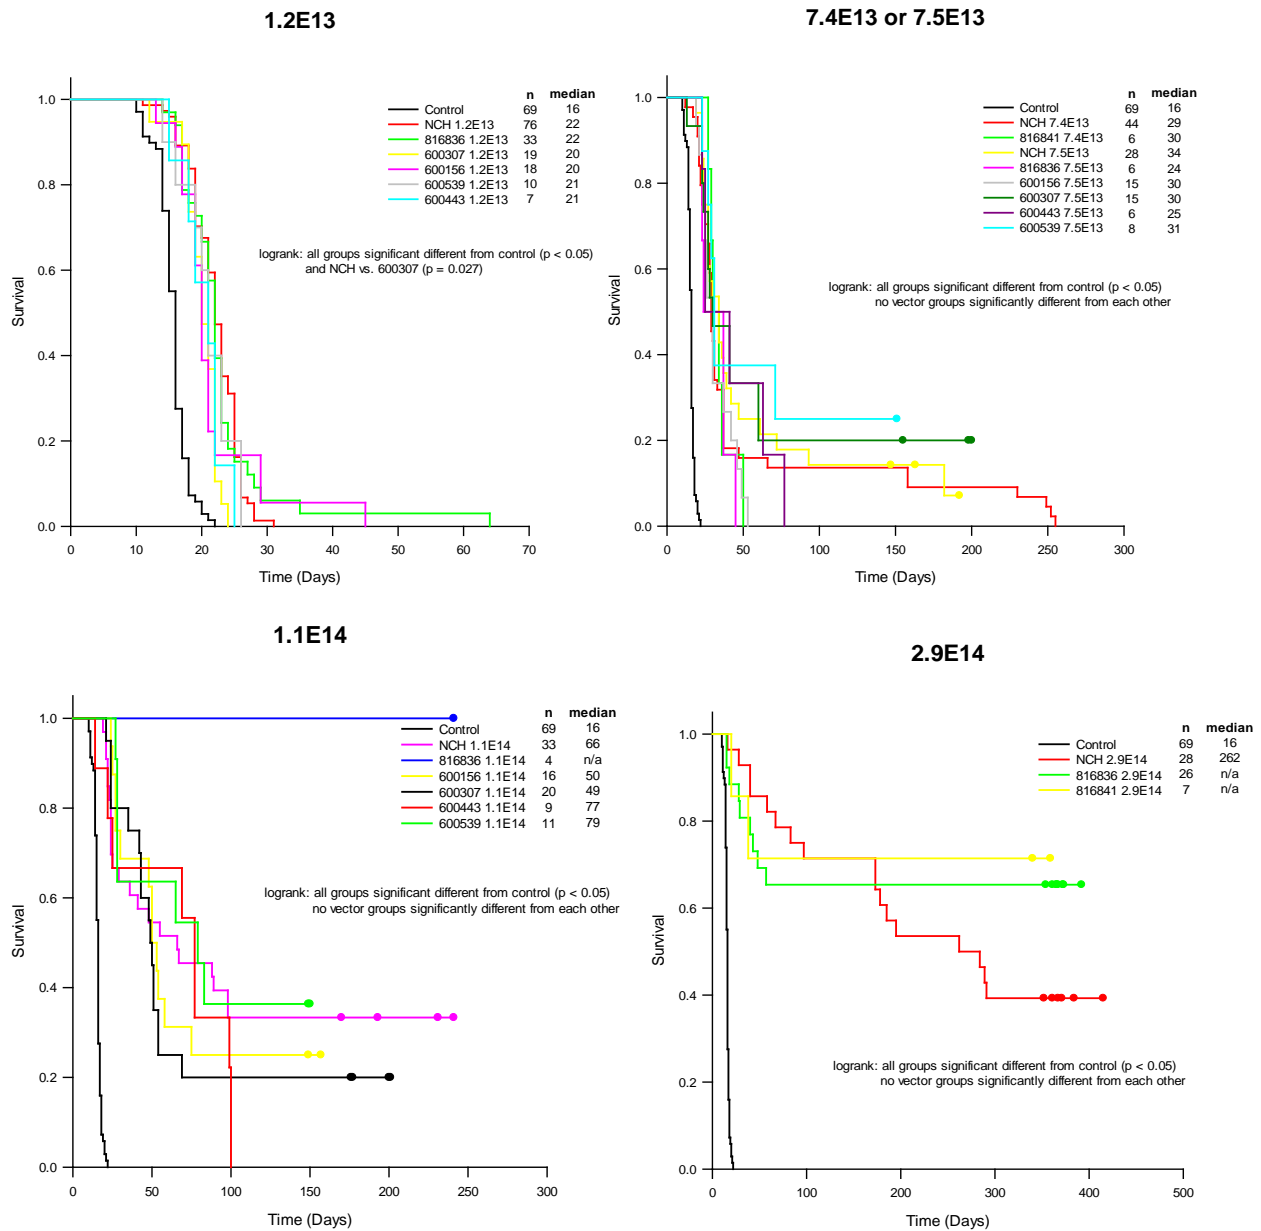 1.2E13
n median
Control 69 16
NCH 1.2E13 76 22
816836 1.2E13 33 22
600307 1.2E13 19 20
600156 1.2E13 18 20
600539 1.2E13 10 21
600443 1.2E13 7 21
logrank: all groups significant different from control (p < 0.05)
and NCH vs. 600307 (p = 0.027)
Survival
1.0
0.8
0.6
0.4
0.2
0.0
0 10 20 30 40 50 60 70
Time (Days)
7.4E13 or 7.5E13
n median
Control 69 16
NCH 7.4E13 44 29
816841 7.4E13 6 30
NCH 7.5E13 28 34
816836 7.5E13 6 24
600156 7.5E13 15 30
600307 7.5E13 15 30
600443 7.5E13 6 25
600539 7.5E13 8 31
logrank: all groups significant different from control (p < 0.05)
no vector groups significantly different from each other
Survival
1.0
0.8
0.6
0.4
0.2
0.0
0 50 100 150 200 250 300
Time (Days)
1.1E14
n median
Control 69 16
NCH 1.1E14 33 66
816836 1.1E14 4 n/a
600156 1.1E14 16 50
600307 1.1E14 20 49
600443 1.1E14 9 77
600539 1.1E14 11 79
logrank: all groups significant different from control (p < 0.05)
no vector groups significantly different from each other
Survival
1.0
0.8
0.6
0.4
0.2
0.0
0 50 100 150 200 250 300
Time (Days)
2.9E14
n median
Control 69 16
NCH 2.9E14 28 262
816836 2.9E14 26 n/a
816841 2.9E14 7 n/a
logrank: all groups significant different from control (p < 0.05)
no vector groups significantly different from each other
Survival
1.0
0.8
0.6
0.4
0.2
0.0
0 100 200 300 400 500
Time (Days)